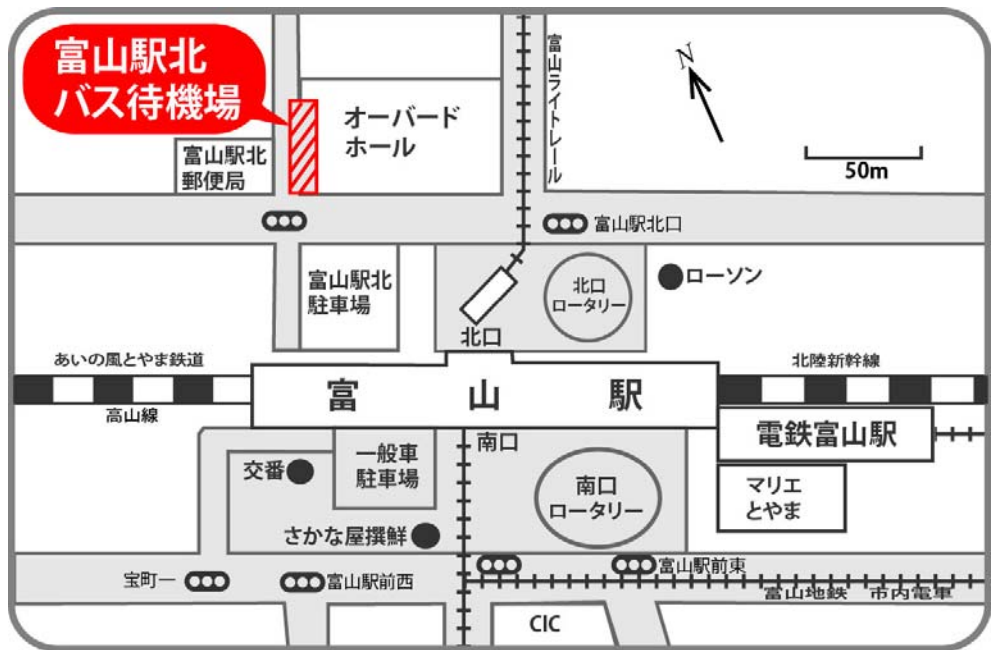 富山駅北
バス待機場
富山ライトレール
N
オーバード
ホール
富山駅北
郵便局
50m
富山駅北口
富山駅北
駐車場
北口
ロータリー
ローソン
北口
あいの風とやま鉄道
北陸新幹線
富山駅
高山線
電鉄富山駅
南口
一般車
駐車場
交番
南口
ロータリー
マリエ
とやま
さかな屋撰鮮
富山駅前東
宝町一
富山駅前西
富山地鉄 市内電車
CIC